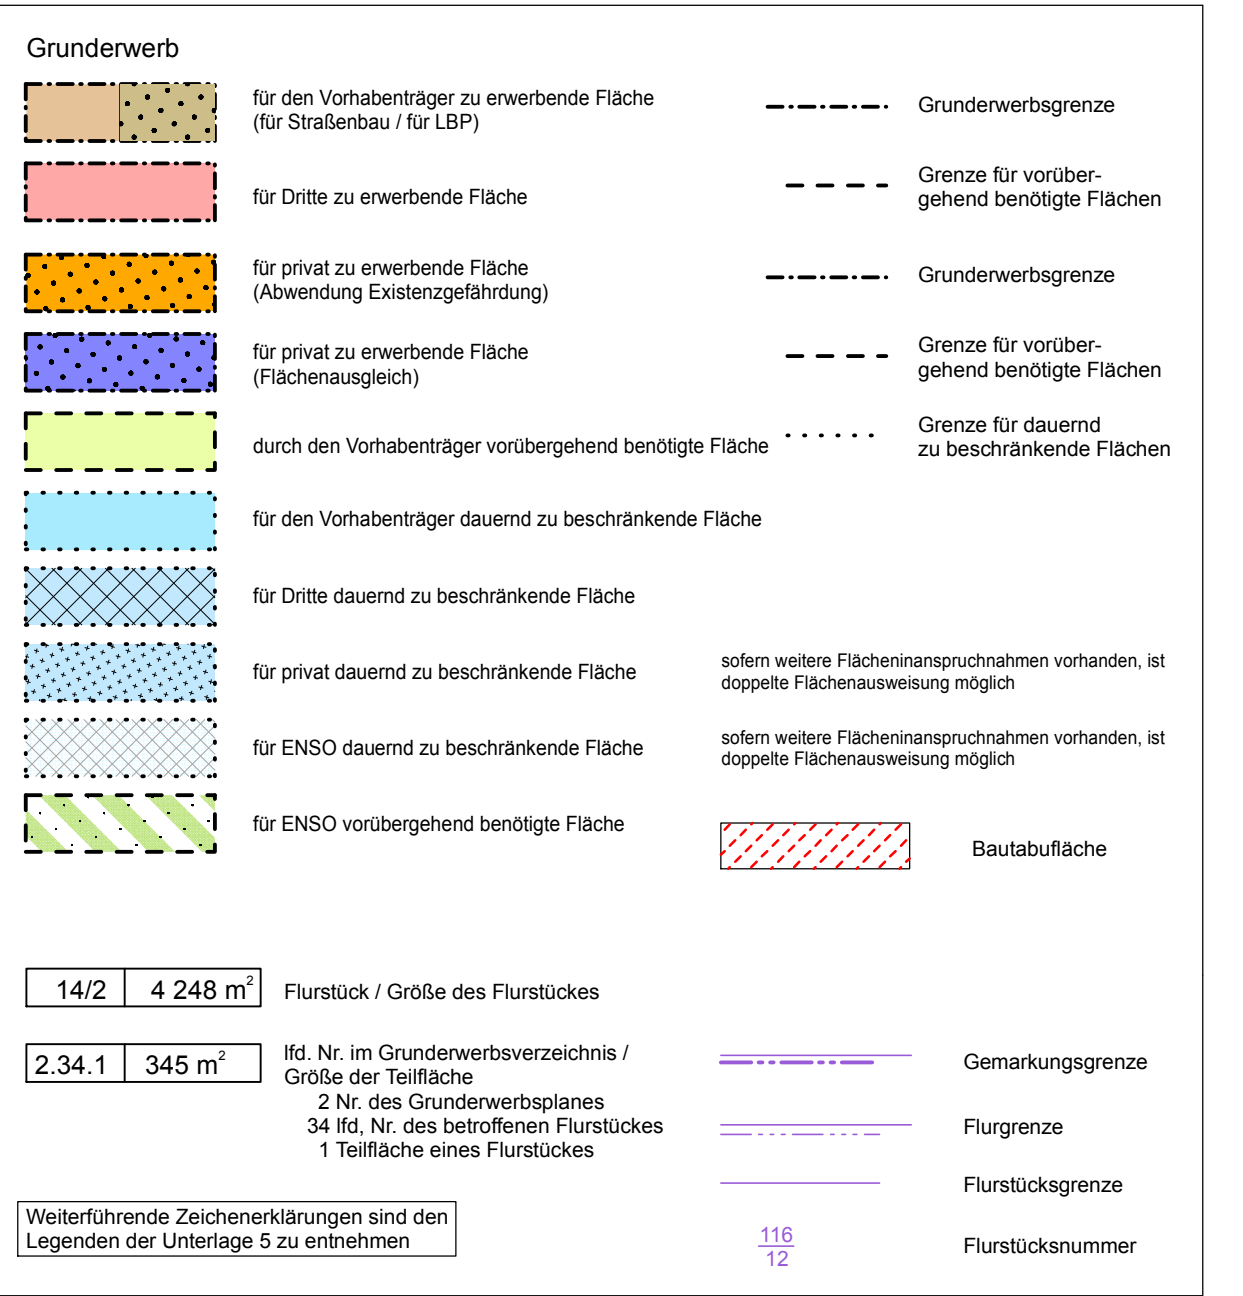 Grunderwerb
für den Vorhabenträger zu erwerbende Fläche
(für Straßenbau / für LBP)
Grunderwerbsgrenze
für Dritte zu erwerbende Fläche
Grenze für vorüber-
gehend benötigte Flächen
für privat zu erwerbende Fläche
(Abwendung Existenzgefährdung)
Grunderwerbsgrenze
für privat zu erwerbende Fläche
(Flächenausgleich)
Grenze für vorüber-
gehend benötigte Flächen
durch den Vorhabenträger vorübergehend benötigte Fläche
Grenze für dauernd
zu beschränkende Flächen
für den Vorhabenträger dauernd zu beschränkende Fläche
für Dritte dauernd zu beschränkende Fläche
für privat dauernd zu beschränkende Fläche
sofern weitere Flächeninanspruchnahmen vorhanden, ist
doppelte Flächenausweisung möglich
für ENSO dauernd zu beschränkende Fläche
sofern weitere Flächeninanspruchnahmen vorhanden, ist
doppelte Flächenausweisung möglich
für ENSO vorübergehend benötigte Fläche
Bautabufläche
14/2 4 248 m²
Flurstück / Größe des Flurstückes
2.34.1 345 m²
lfd. Nr. im Grunderwerbsverzeichnis /
Größe der Teilfläche
2 Nr. des Grunderwerbsplanes
34 lfd, Nr. des betroffenen Flurstückes
1 Teilfläche eines Flurstückes
Gemarkungsgrenze
Flurgrenze
Flurstücksgrenze
116
12
Flurstücksnummer
Weiterführende Zeichenerklärungen sind den
Legenden der Unterlage 5 zu entnehmen